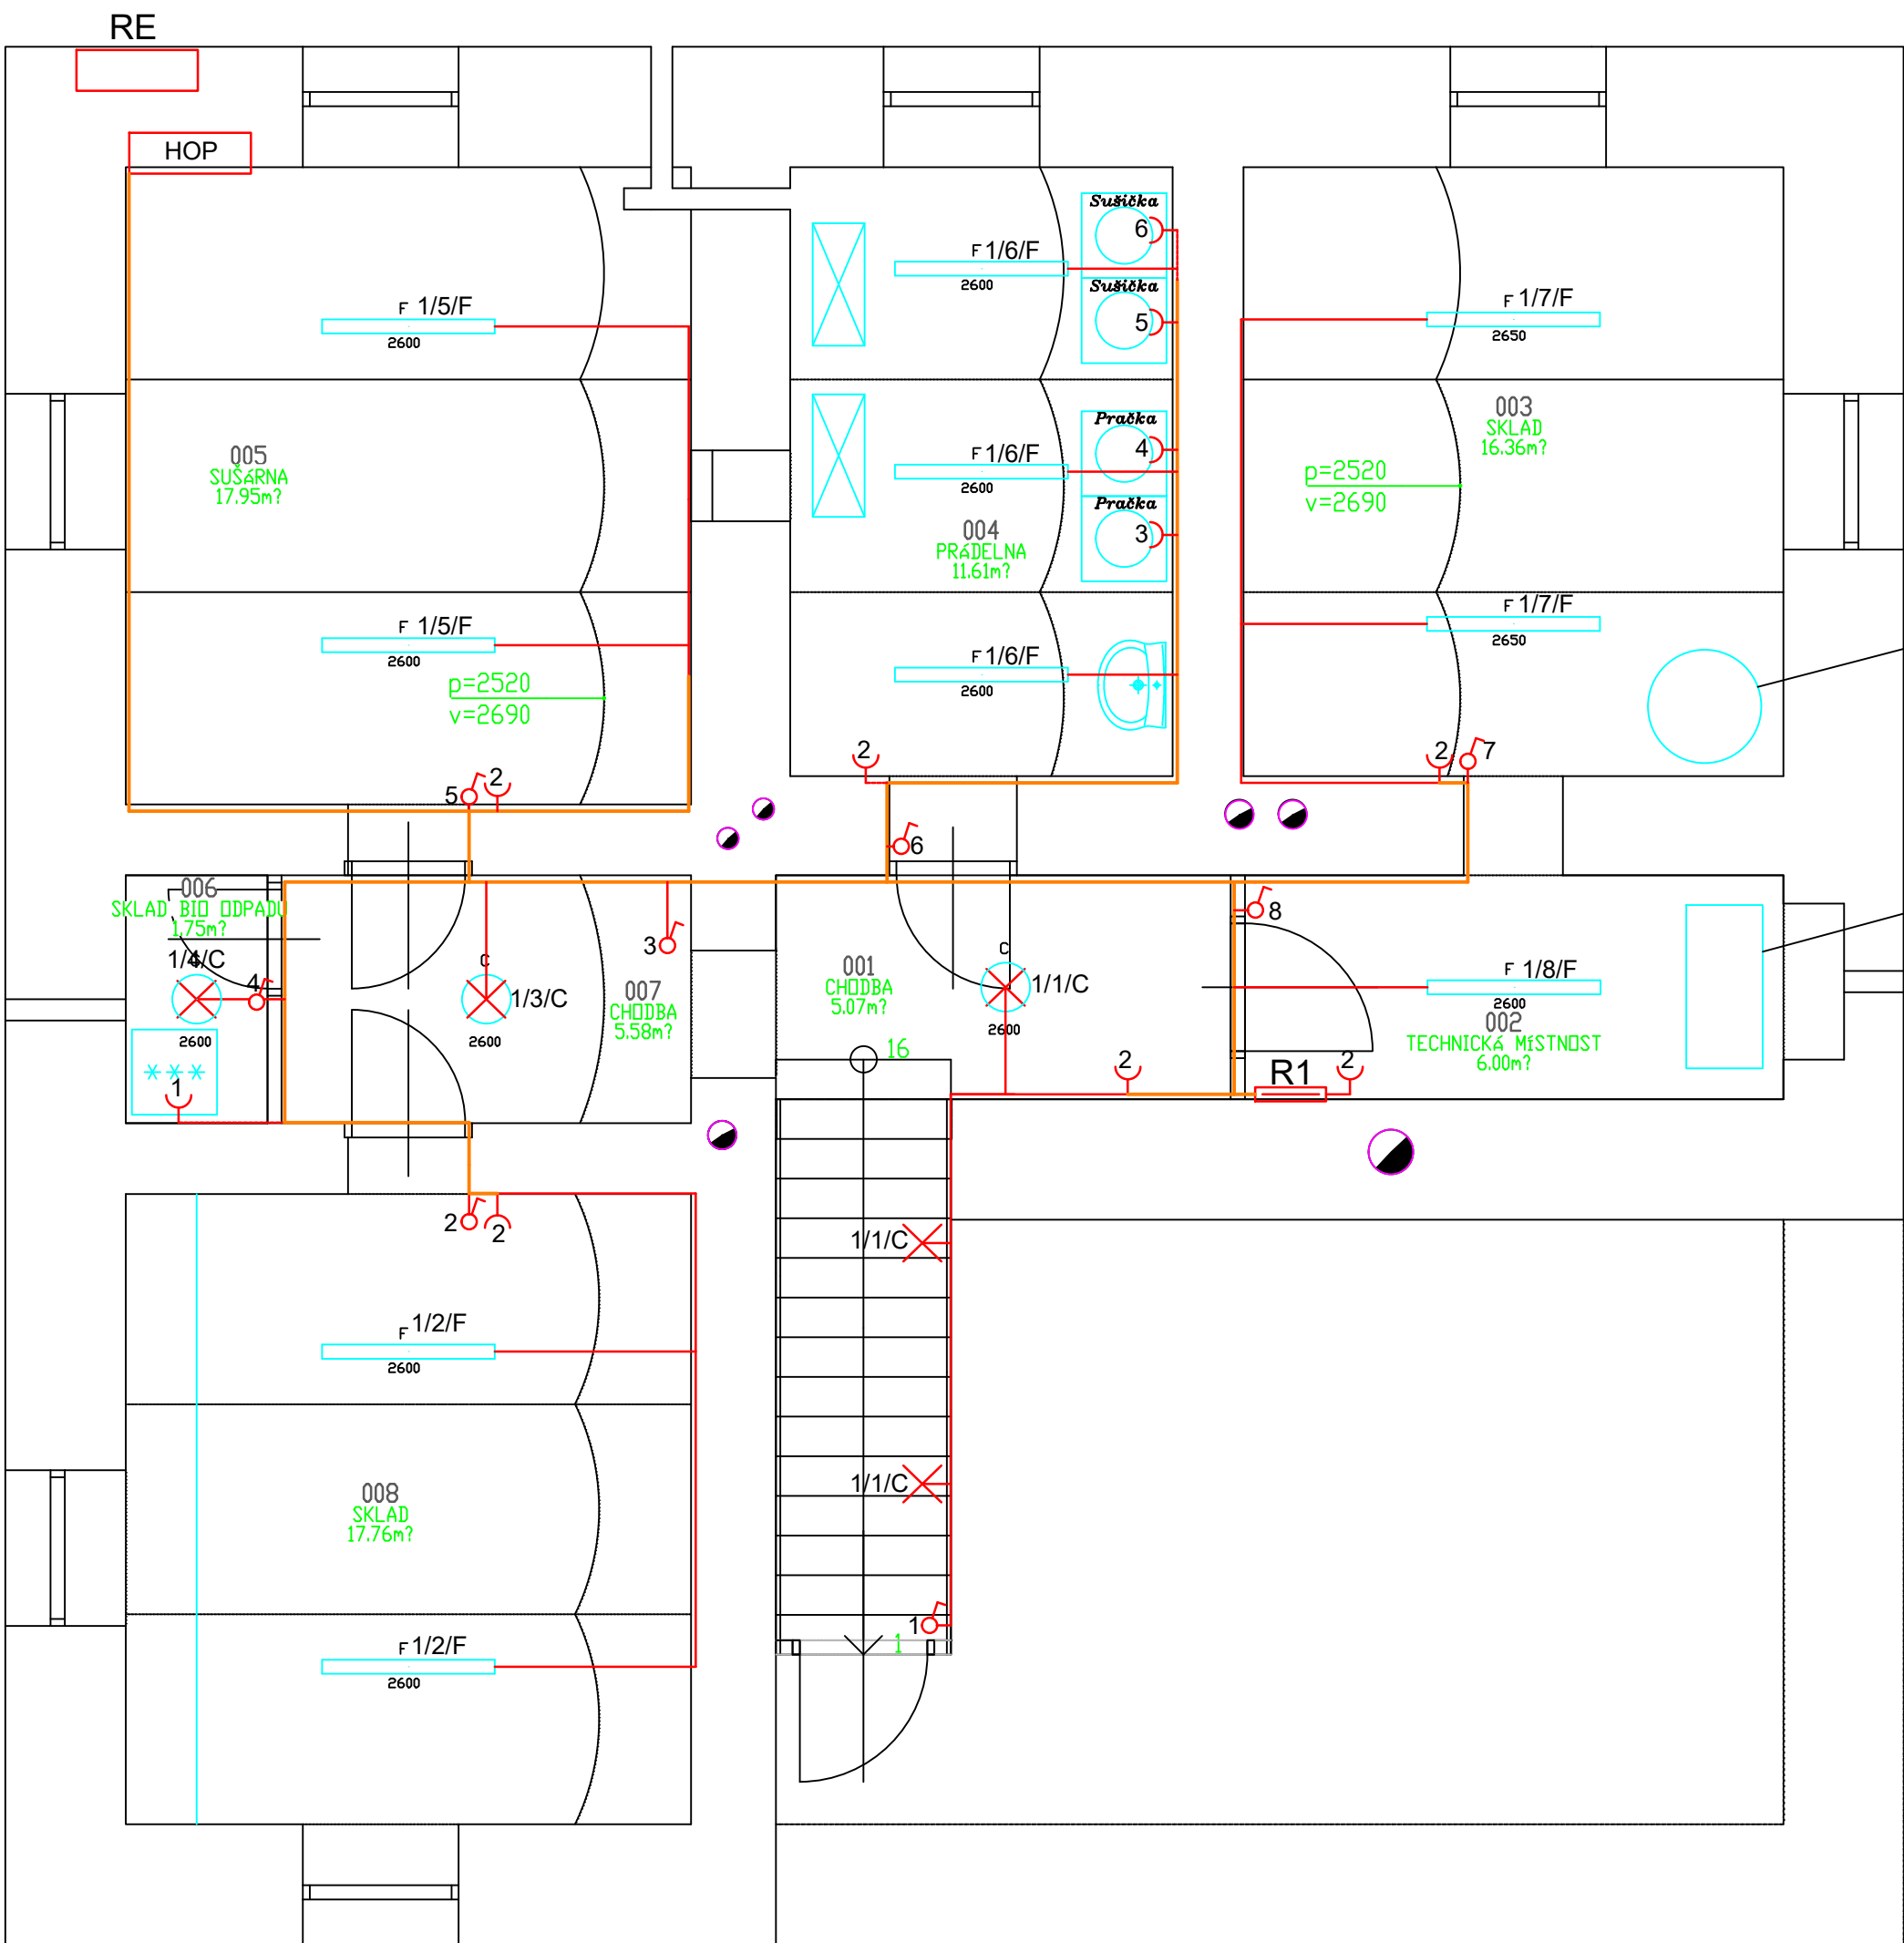 RE
HOP
Sušička
6
F 1/6/F
2600
Sušička
5
F 1/5/F
2600
F 1/7/F
2650
003
SKLAD
16.36m?
Pračka
4
F 1/6/F
2600
005
SUŠáRNA
17.95m?
p=2520
v=2690
Pračka
3
004
PRáDELNA
11.61m?
F 1/5/F
2600
F 1/7/F
2650
F 1/6/F
2600
p=2520
v=2690
2
2
7
5
2
6
006
SKLAD BIO ODPADU
1.75m?
8
3
1/4/C
4
C
1/3/C
2600
2600
007
CHODBA
5.58m?
001
CHODBA
5.07m?
C
1/1/C
2600
F 1/8/F
2600
002
TECHNICKá MíSTNOST
6.00m?
16
2
R1
2
1
2
2
1/1/C
F 1/2/F
2600
1/1/C
008
SKLAD
17.76m?
1
1
F 1/2/F
2600